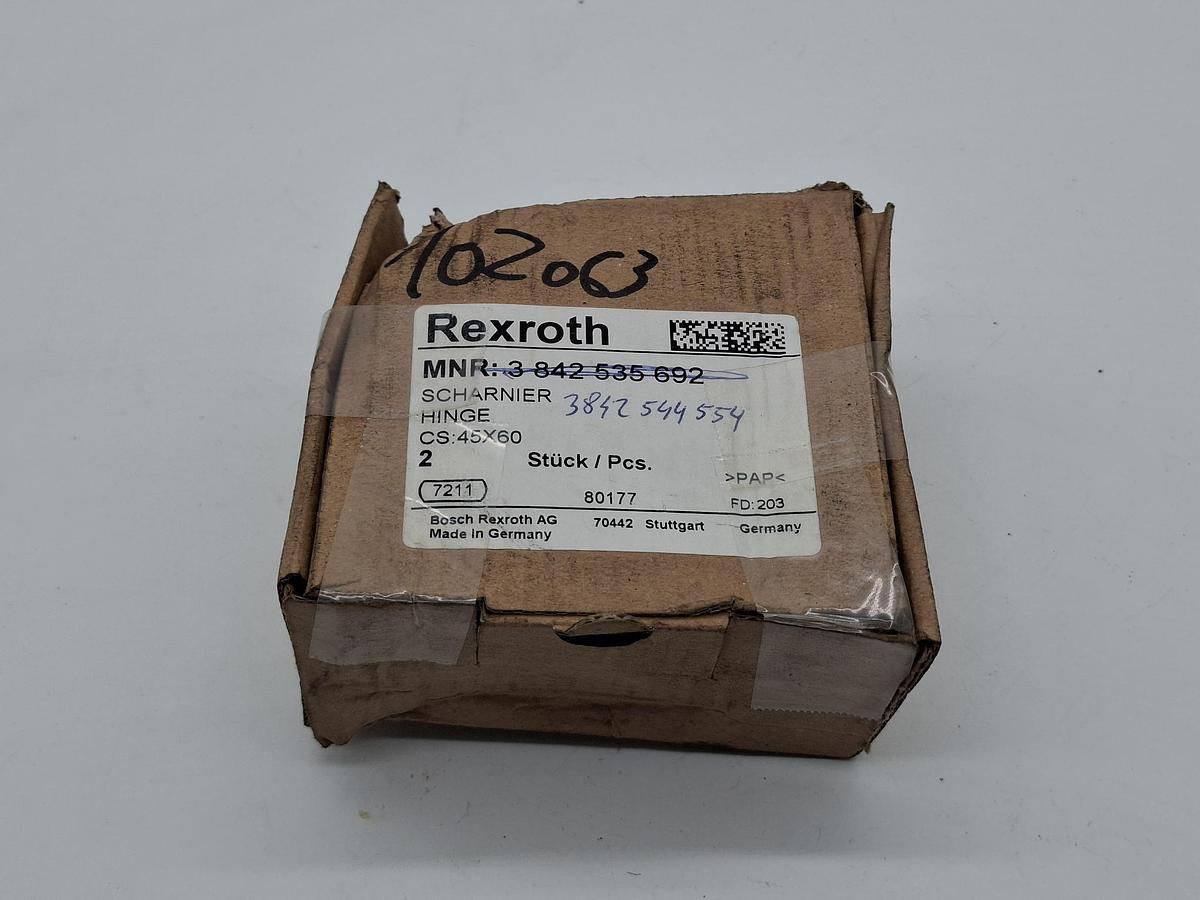 102063
Rexroth
MNR: 3 842 535 692
SCHARNIER
3842 544 554
HINGE
CS:45X60
2 Stück / Pcs.
>PAP<
7211 80177 FD: 203
Bosch Rexroth AG 70442 Stuttgart Germany
Made in Germany